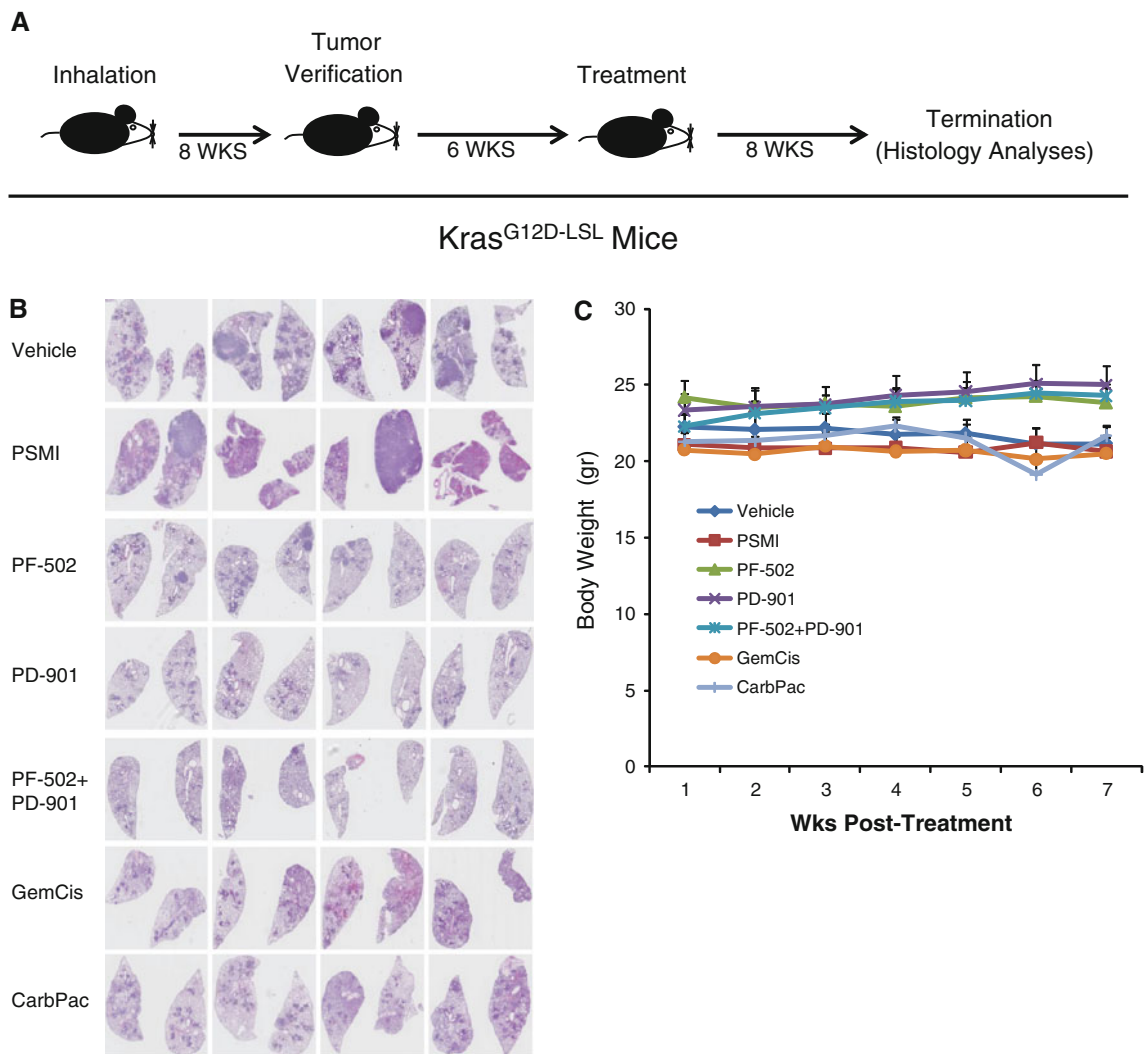 A
Inhalation
8 WKS
Tumor
Verification
6 WKS
Treatment
8 WKS
Termination
(Histology Analyses)
Kras^G12D-LSL Mice
B
Vehicle
PSMI
PF-502
PD-901
PF-502+
PD-901
GemCis
CarbPac
C
Body Weight (gr)
30
25
20
15
10
5
0
Vehicle
PSMI
PF-502
PD-901
PF-502+PD-901
GemCis
CarbPac
1 2 3 4 5 6 7
Wks Post-Treatment